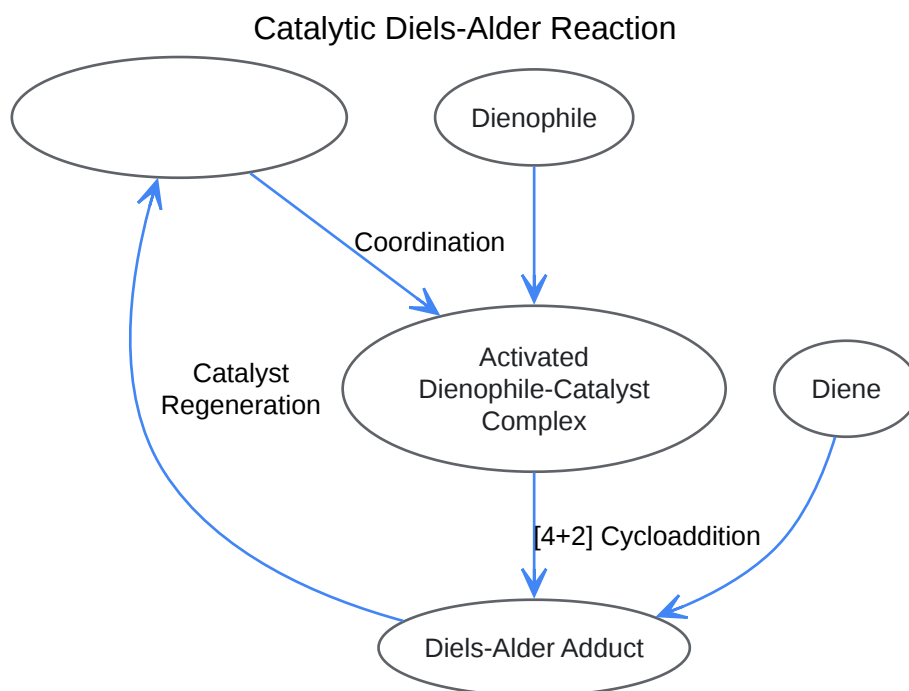 Catalytic Diels-Alder Reaction
Dienophile
Coordination
Activated
Dienophile-Catalyst
Complex
Diene
Catalyst
Regeneration
[4+2] Cycloaddition
Diels-Alder Adduct